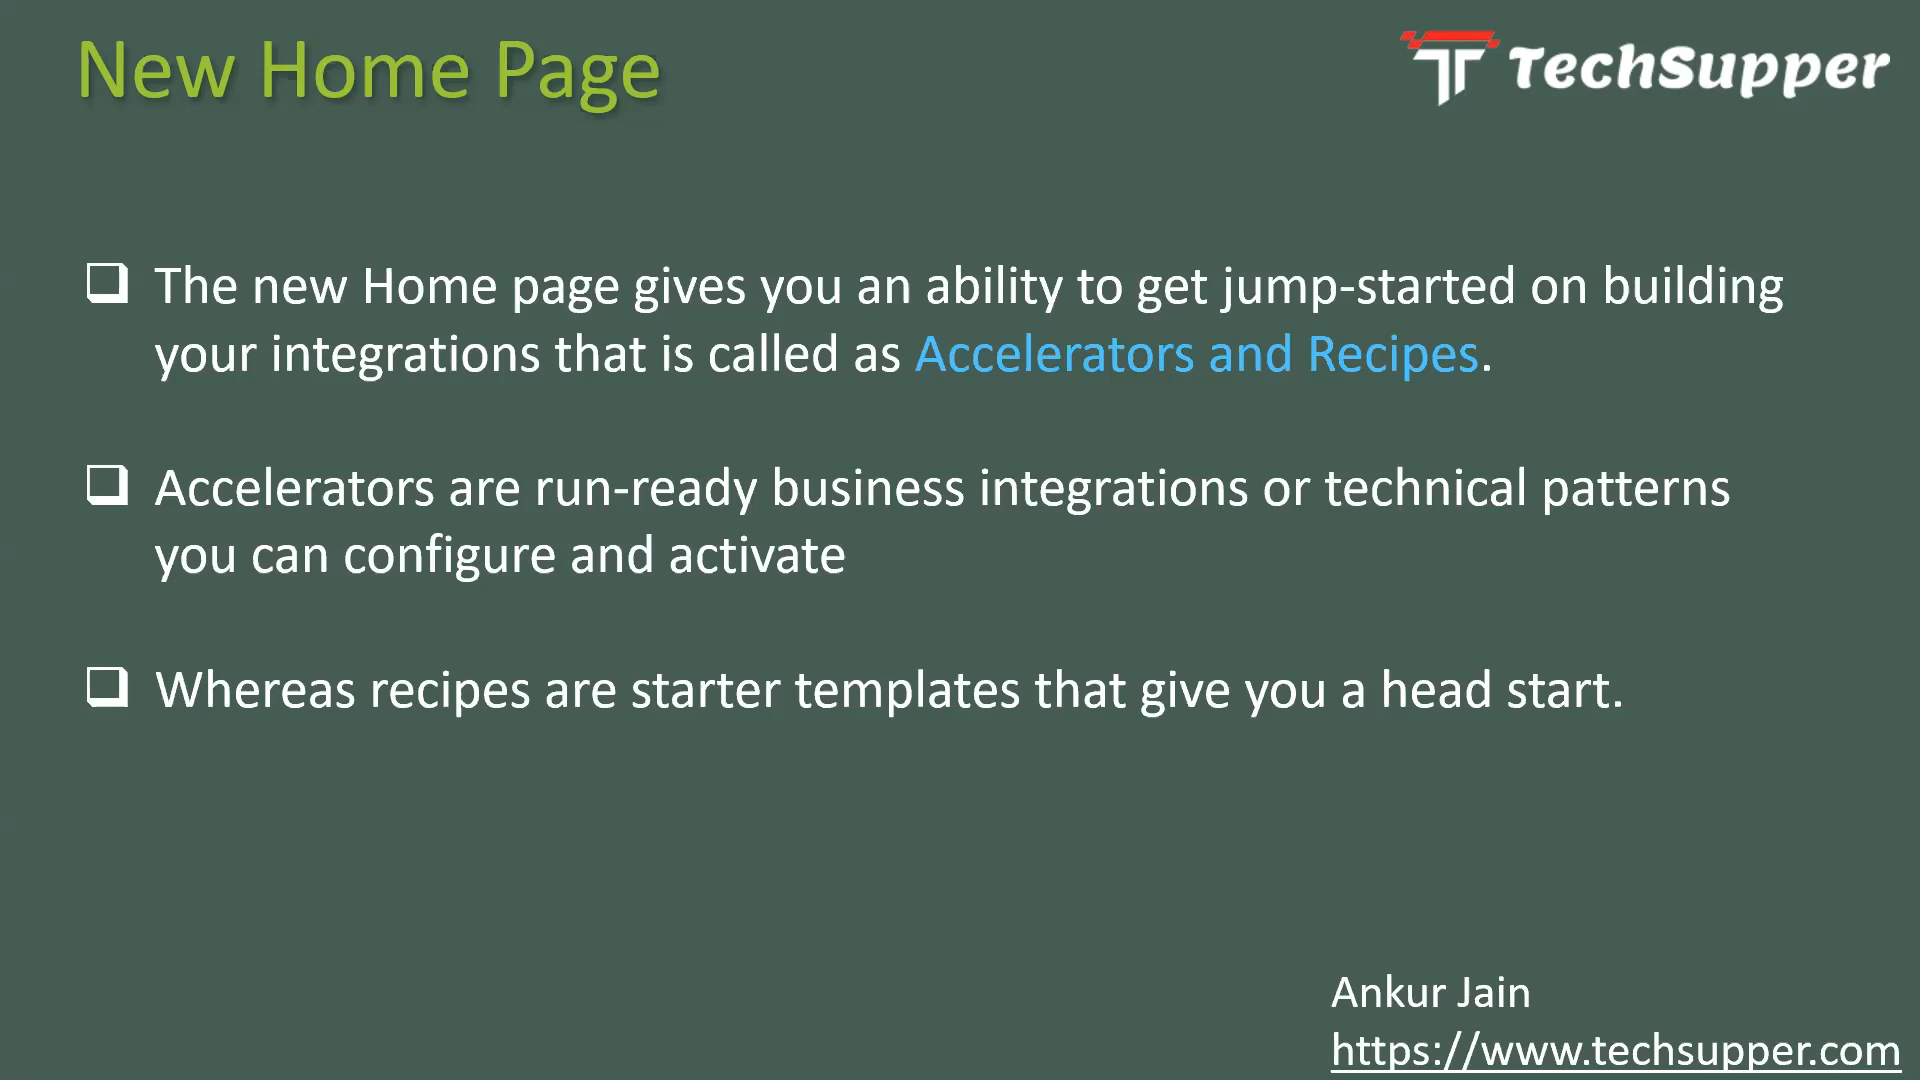 New Home Page
TechSupper
The new Home page gives you an ability to get jump-started on building
your integrations that is called as Accelerators and Recipes.
Accelerators are run-ready business integrations or technical patterns
you can configure and activate
Whereas recipes are starter templates that give you a head start.
Ankur Jain
https://www.techsupper.com